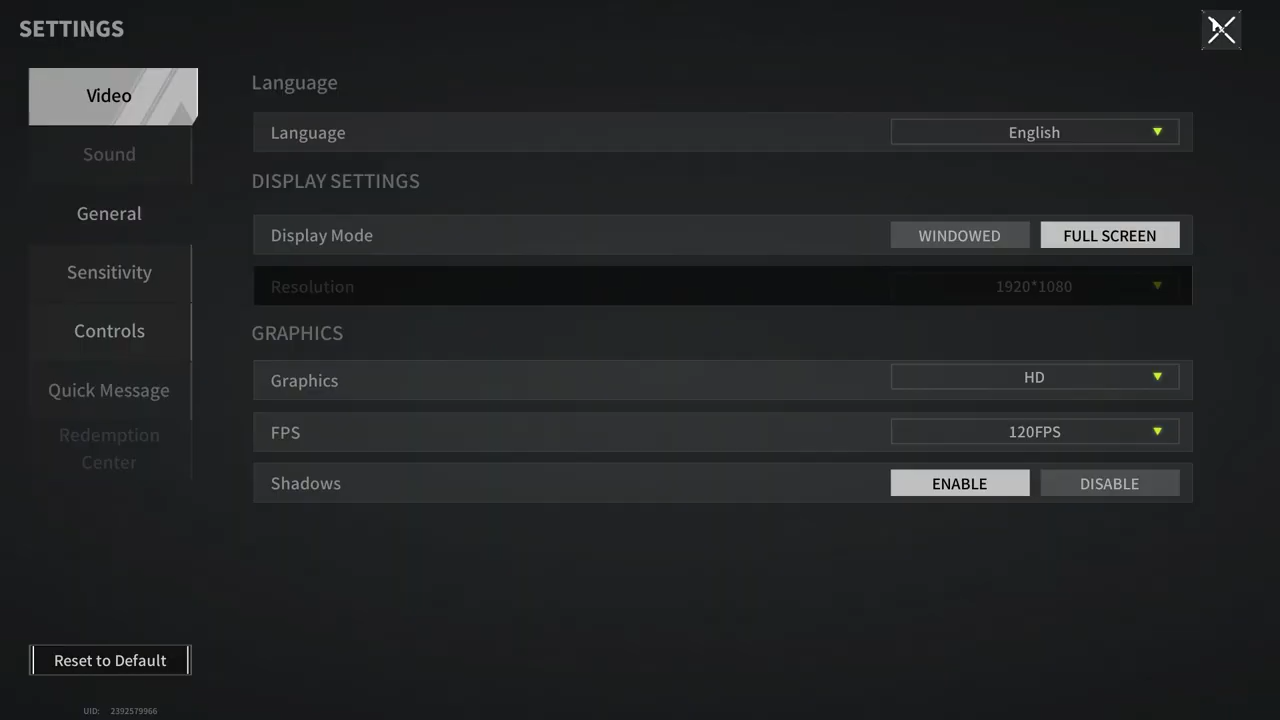 SETTINGS
Video
Sound
General
Sensitivity
Controls
Quick Message
Redemption
Center
Reset to Default
UID: 2392579966
Language
Language
English
DISPLAY SETTINGS
Display Mode
WINDOWED
FULL SCREEN
Resolution
1920*1080
GRAPHICS
Graphics
HD
FPS
120FPS
Shadows
ENABLE
DISABLE